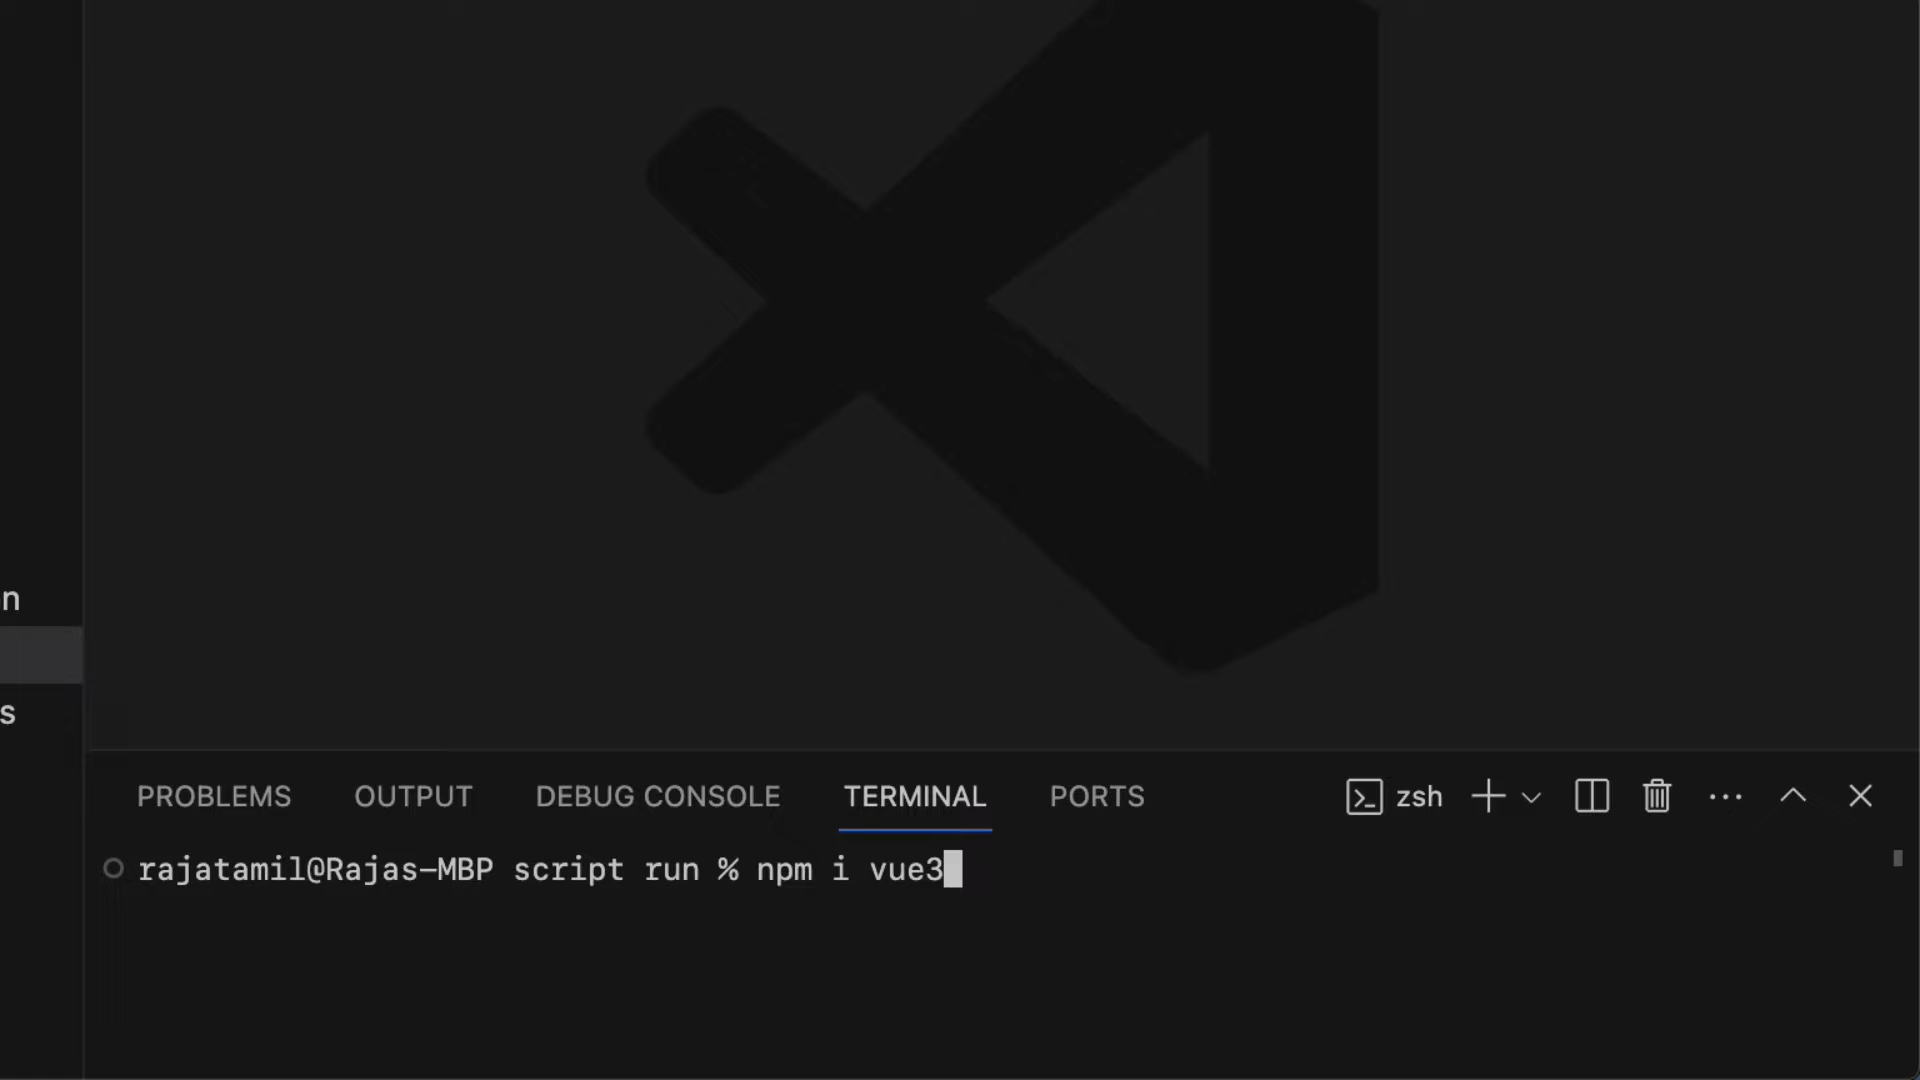 n
s
PROBLEMS OUTPUT DEBUG CONSOLE TERMINAL PORTS zsh
rajatamil@Rajas-MBP script run % npm i vue3